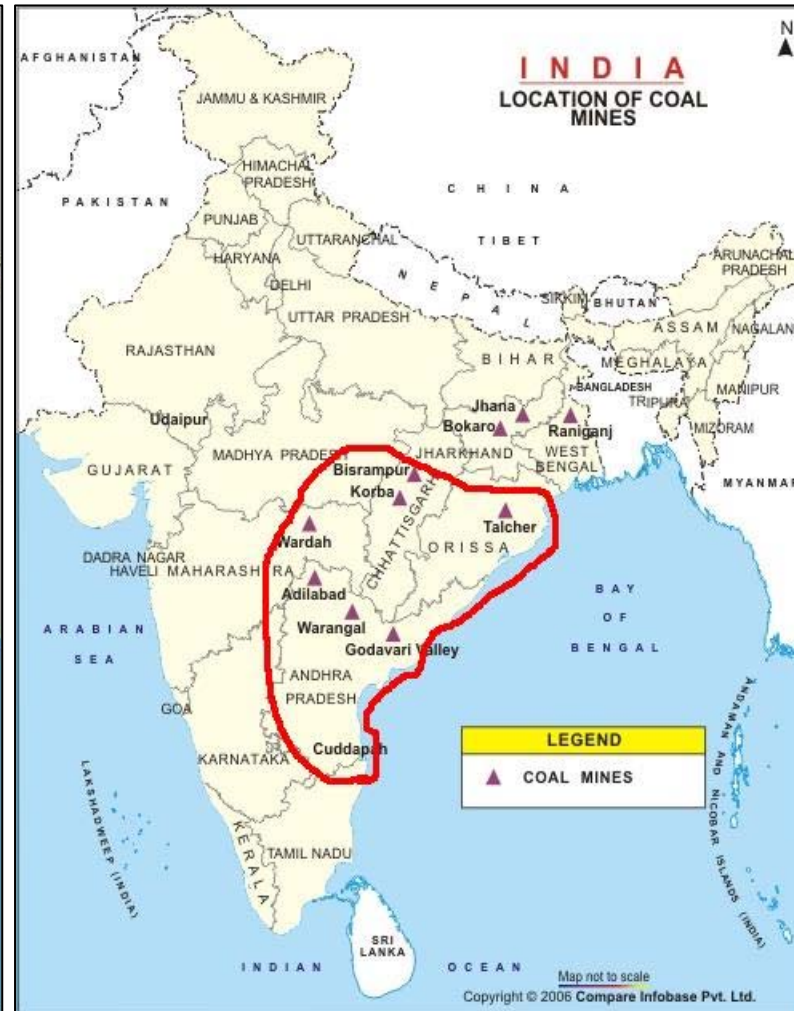 N
INDIA
LOCATION OF COAL
MINES
AFGHANISTAN
JAMMU & KASHMIR
HIMACHAL
PRADESH
PAKISTAN
PUNJAB
CHINA
TIBET
UTTARANCHAL
HARYANA
DELHI
NEPAL
UTTAR PRADESH
SIKKIM
BHUTAN
ARUNACHAL
PRADESH
ASSAM
NAGALAN
RAJASTHAN
BIHAR
MEGHALAYA
BANGLADESH
MANIPUR
TRIPURA
MIZORAM
Udaipur
Jhana
Bokaro
Raniganj
GUJARAT
MADHYA PRADESH
JHARKHAND
WEST
BENGAL
MYANMAR
Bisrampur
Korba
CHHATTISGARH
Talcher
ORISSA
Wardah
DADRA NAGAR
HAVELI
MAHARASHTRA
Adilabad
Warangal
Godavari Valley
BAY
OF
BENGAL
ARABIAN
SEA
ANDHRA
PRADESH
GOA
KARNATAKA
Cuddapah
LEGEND
COAL MINES
ANDAMAN AND NICOBAR ISLANDS (INDIA)
LAKSHADWEEP (INDIA)
KERALA
TAMIL NADU
SRI
LANKA
INDIAN OCEAN
Map not to scale
Copyright © 2006 Compare Infobase Pvt. Ltd.